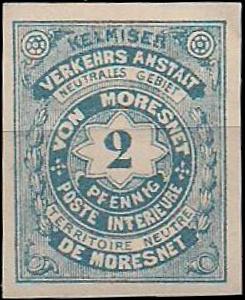 KELMISER
VERKEHRS ANSTALT
NEUTRALES GEBIET
VON MORESNET
2
PFENNIG
POSTE INTERIEURE
TERRITOIRE NEUTRE
DE MORESNET